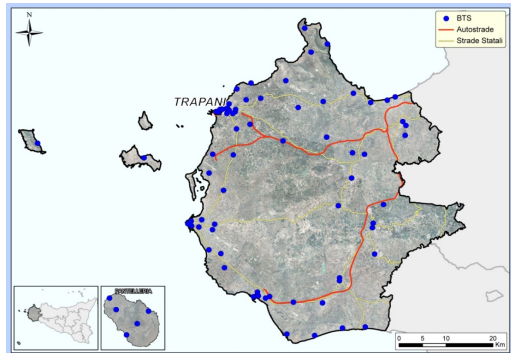 N
BTS
Autostrade
Strade Statali
TRAPANI
PANTELLERIA
0 5 10 20
Km